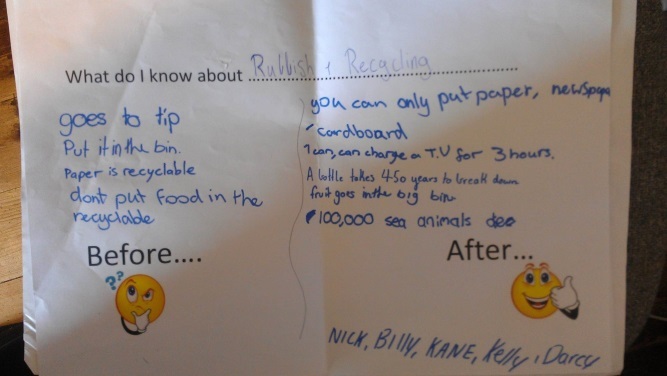 What do I know about Rubbish + Recycling
goes to tip
Put it in the bin.
Paper is recyclable
dont put food in the
recyclable
Before....
??
you can only put paper, newspaper
cardboard
1 can, can charge a T.V for 3 hours.
A bottle takes 450 years to break down
fruit goes in the big bin
100,000 sea animals dee
After...
NICK, Billy, KANE, Kelly, Darcy